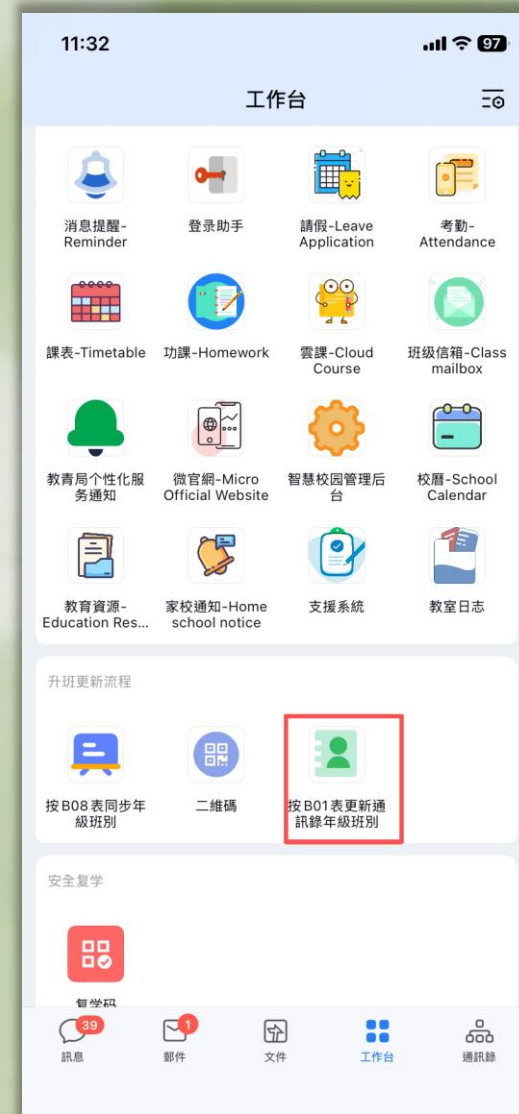 11:32
97
工作台
消息提醒-
Reminder
登录助手
請假-Leave
Application
考勤-
Attendance
課表-Timetable
功課-Homework
雲課-Cloud
Course
班级信箱-Class
mailbox
教青局个性化服
务通知
微官網-Micro
Official Website
智慧校园管理后
台
校曆-School
Calendar
教育資源-
Education Res...
家校通知-Home
school notice
支援系統
教室日志
升班更新流程
按B08表同步年
級班別
二維碼
按B01表更新通
訊錄年級班別
安全复学
复学码
39
訊息
1
郵件
文件
工作台
通訊錄